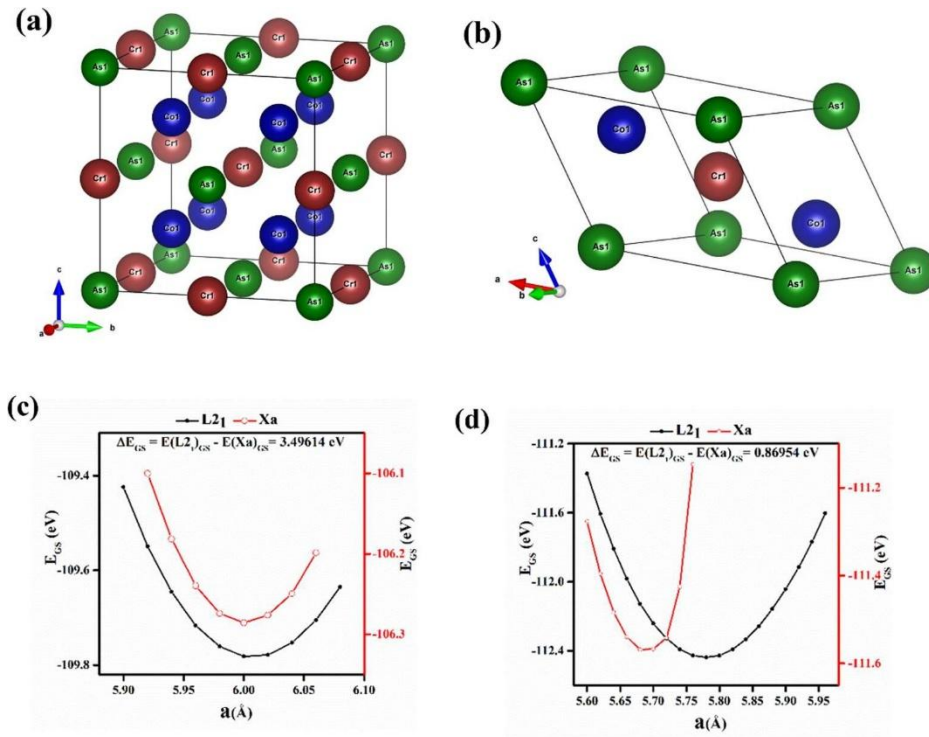 (a)
As1
As1
Cr1
Cr1
As1
Cr1
As1
Cr1
As1
Co1
Co1
Co1
Co1
Cr1
As1
Cr1
As1
Cr1
Cr1
As1
Cr1
As1
Co1
Co1
Co1
Co1
As1
Cr1
As1
Cr1
As1
Cr1
As1
Cr1
As1
c
a
b
(b)
As1
As1
As1
As1
Co1
Cr1
As1
Co1
As1
As1
As1
c
a
b
(c)
L2₁ Xa
ΔE_GS = E(L2₁)_GS - E(Xa)_GS= 3.49614 eV
-109.4
-109.6
-109.8
E_GS (eV)
-106.1
-106.2
-106.3
E_GS (eV)
5.90 5.95 6.00 6.05 6.10
a(Å)
(d)
L2₁ Xa
ΔE_GS = E(L2₁)_GS - E(Xa)_GS= 0.86954 eV
-111.2
-111.6
-112.0
-112.4
E_GS (eV)
-111.2
-111.4
-111.6
E_GS (eV)
5.60 5.65 5.70 5.75 5.80 5.85 5.90 5.95
a(Å)